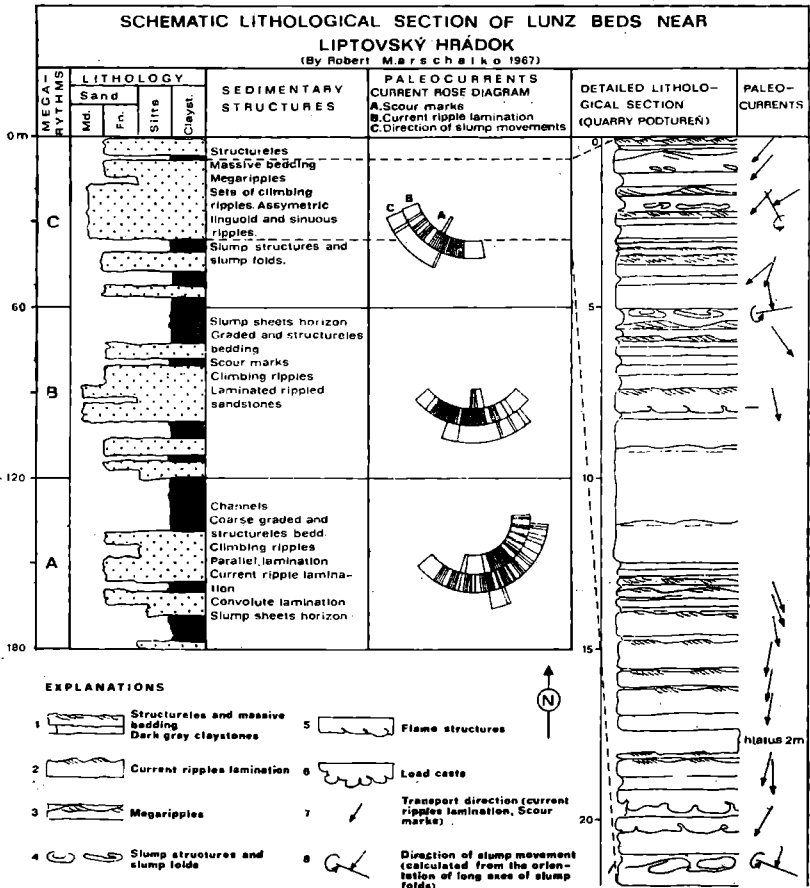 SCHEMATIC LITHOLOGICAL SECTION OF LUNZ BEDS NEAR
LIPTOVSKÝ HRÁDOK
(By Robert Marschalko 1967)
MEGAI RYTHMS
LITHOLOGY
Sand
Md.
Fn.
Silts
Clayst.
SEDIMENTARY
STRUCTURES
PALEOCURRENTS
CURRENT ROSE DIAGRAM
A.Scour marks
B.Current ripple lamination
C.Direction of slump movements
DETAILED LITHOLO-
GICAL SECTION
(QUARRY PODTUREŇ)
PALEO-
CURRENTS
0m
C
60
B
120
A
180
Structureles
Massive bedding
Megaripples
Sets of climbing
ripples. Assymetric
linguoid and sinuous
ripples.
Slump structures and
slump folds.
Slump sheets horizon
Graded and structureles
bedding
Scour marks
Climbing ripples
Laminated rippled
sandstones
Channels
Coarse graded and
structureles bedd.
Climbing ripples
Parallel lamination
Current ripple lamina-
tion
Convolute lamination
Slump sheets horizon
C
B
A
0
5
10
15
20
hiatus 2m
N
EXPLANATIONS
1 Structureles and massive
bedding
Dark gray claystones
2 Current ripples lamination
3 Megaripples
4 Slump structures and
slump folds
5 Flame structures
6 Load casts
7 Transport direction (current
ripples lamination, Scour
marks)
8 Direction of slump movement
(calculated from the orien-
tation of long axes of slump
folds)